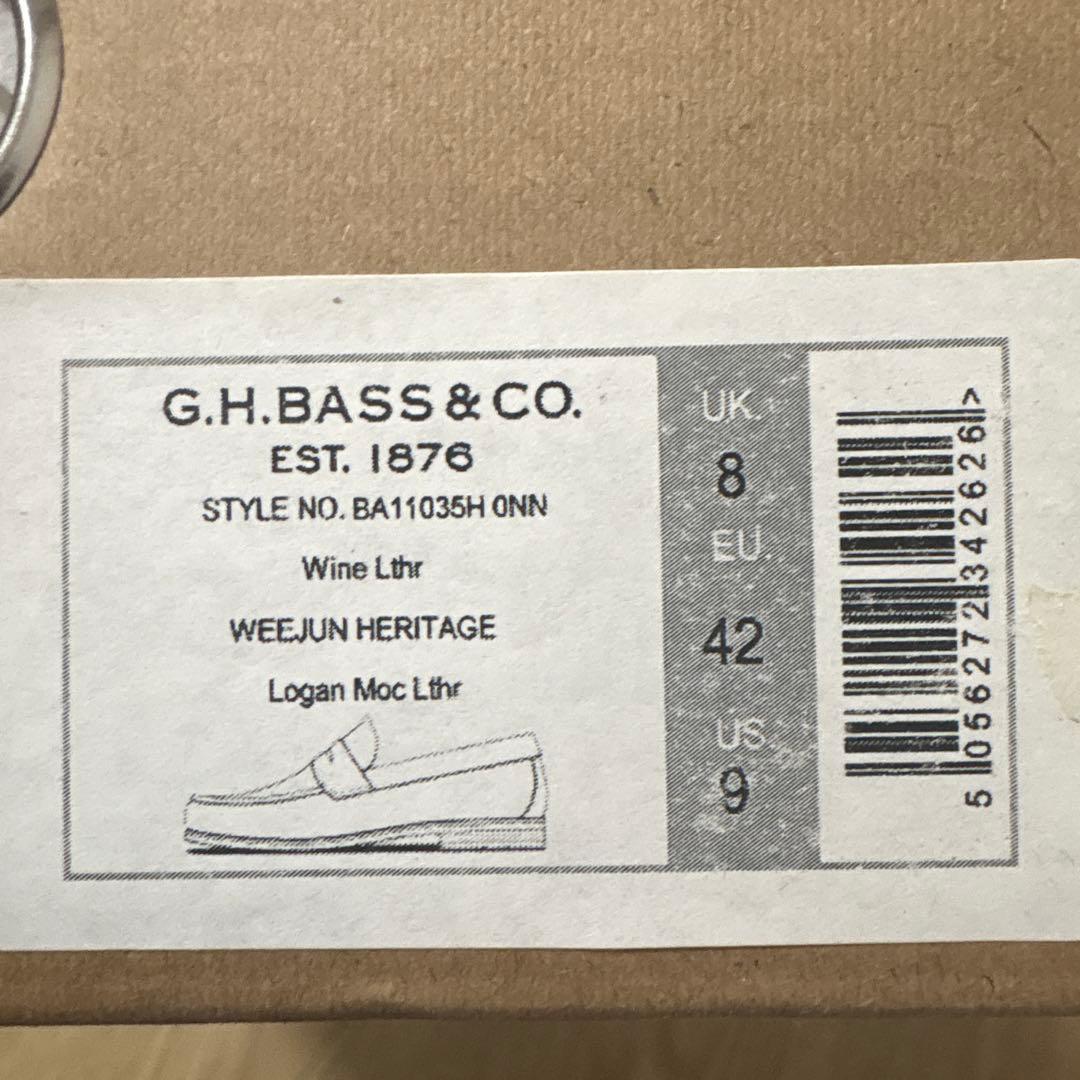 G.H.BASS & CO.
EST. 1876
STYLE NO. BA11035H 0NN
Wine Lthr
WEEJUN HERITAGE
Logan Moc Lthr
UK.
8
EU.
42
US
9
5 056272 342626 >